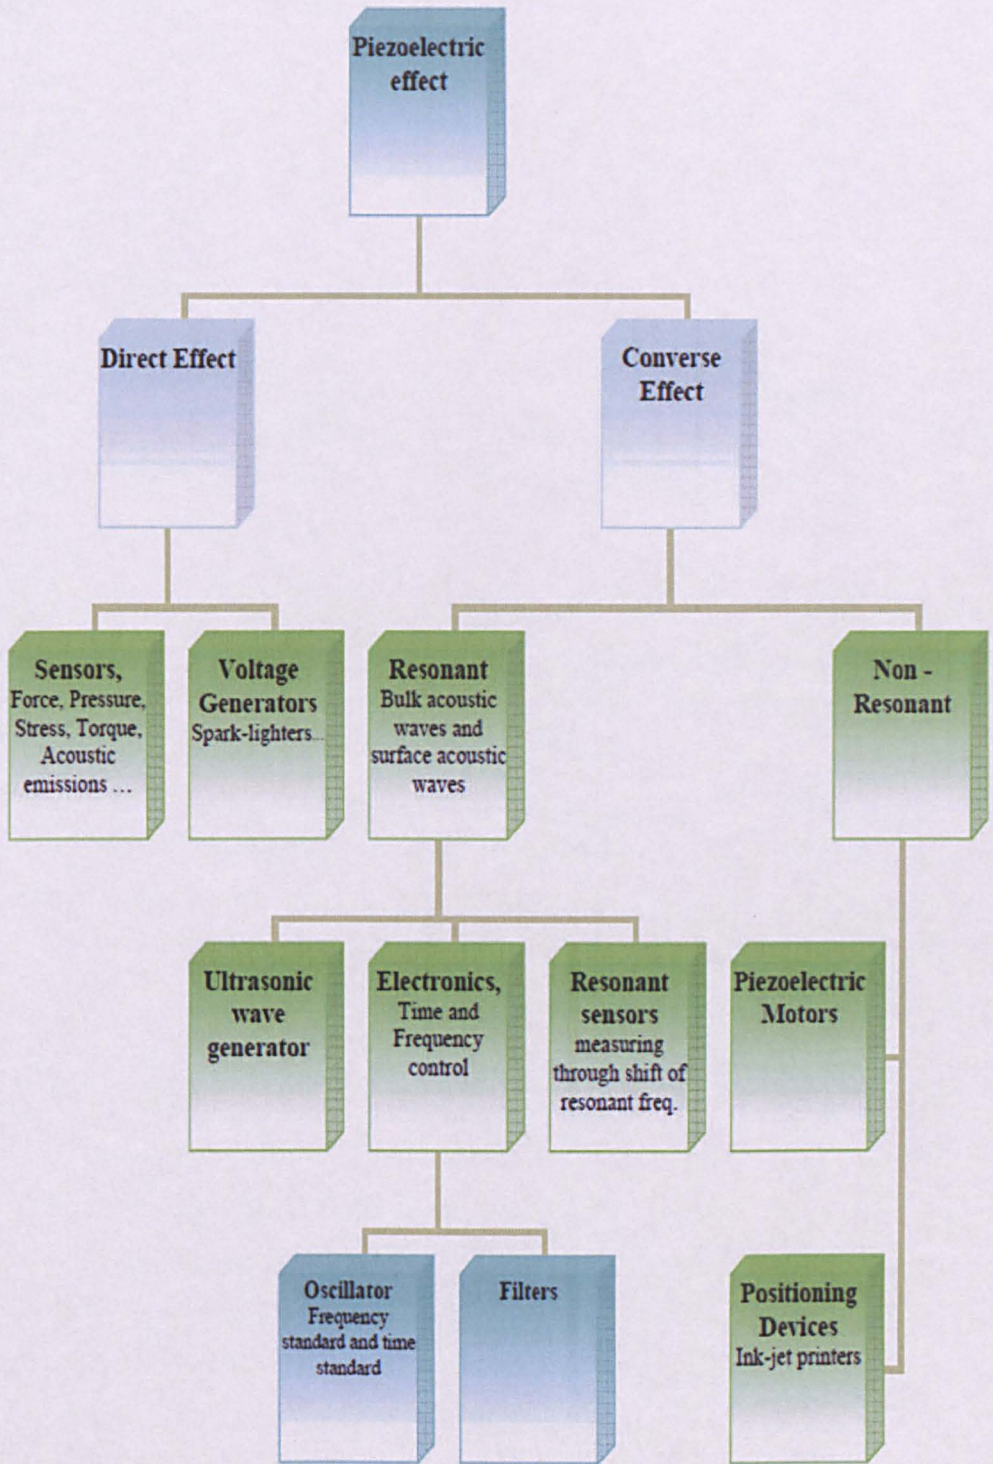 Piezoelectric
effect
Direct Effect
Converse
Effect
Sensors,
Force, Pressure,
Stress, Torque,
Acoustic
emissions ...
Voltage
Generators
Spark-lighters...
Resonant
Bulk acoustic
waves and
surface acoustic
waves
Non -
Resonant
Ultrasonic
wave
generator
Electronics,
Time and
Frequency
control
Resonant
sensors
measuring
through shift of
resonant freq.
Piezoelectric
Motors
Oscillator
Frequency
standard and time
standard
Filters
Positioning
Devices
Ink-jet printers